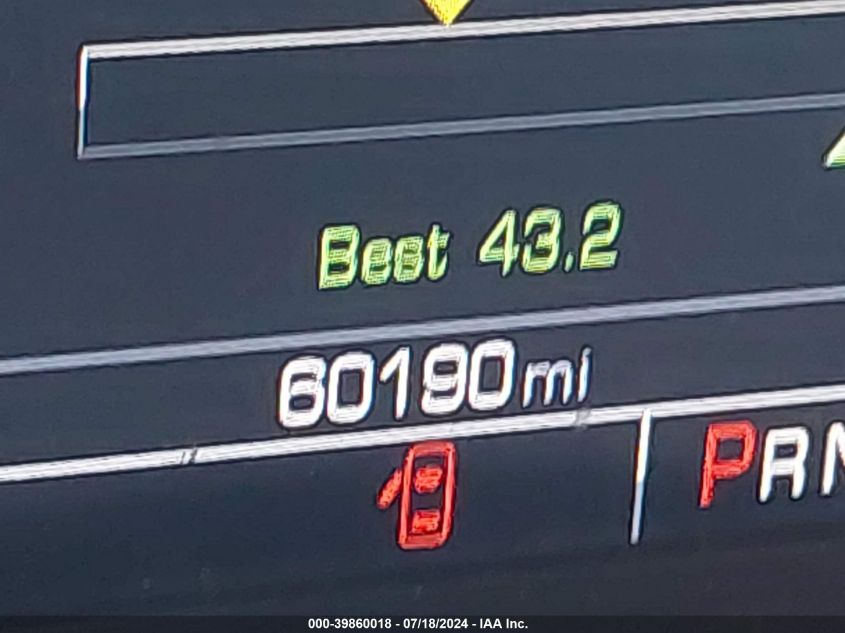 Best 43.2
60190mi
PRN
000-39860018 - 07/18/2024 - IAA Inc.